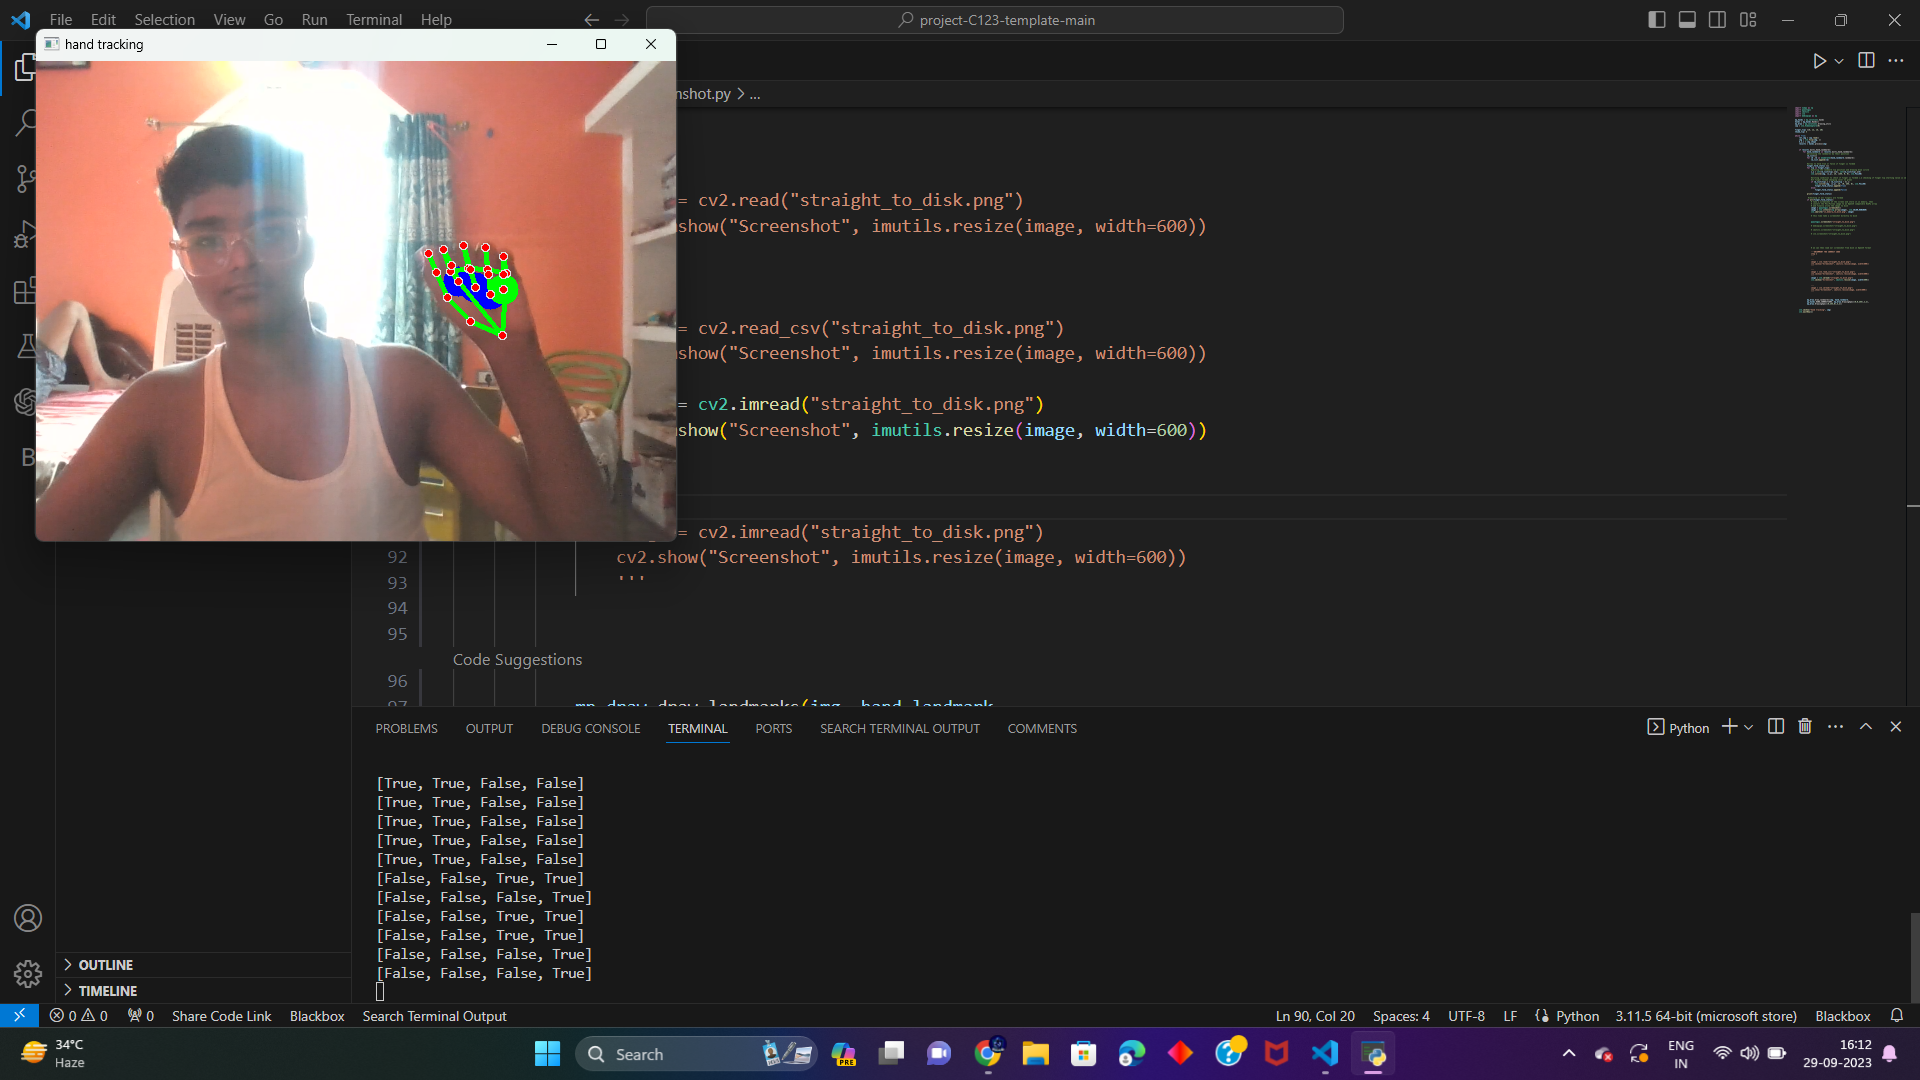 File Edit Selection View Go Run Terminal Help
project-C123-template-main
hand tracking
nshot.py > ...
= cv2.read("straight_to_disk.png")
show("Screenshot", imutils.resize(image, width=600))
= cv2.read_csv("straight_to_disk.png")
show("Screenshot", imutils.resize(image, width=600))
= cv2.imread("straight_to_disk.png")
show("Screenshot", imutils.resize(image, width=600))
= cv2.imread("straight_to_disk.png")
92 cv2.show("Screenshot", imutils.resize(image, width=600))
93 '''
94
95
Code Suggestions
96
PROBLEMS OUTPUT DEBUG CONSOLE TERMINAL PORTS SEARCH TERMINAL OUTPUT COMMENTS
Python
[True, True, False, False]
[True, True, False, False]
[True, True, False, False]
[True, True, False, False]
[True, True, False, False]
[False, False, True, True]
[False, False, False, True]
[False, False, True, True]
[False, False, True, True]
[False, False, False, True]
[False, False, False, True]
> OUTLINE
> TIMELINE
0 0 0 Share Code Link Blackbox Search Terminal Output Ln 90, Col 20 Spaces: 4 UTF-8 LF Python 3.11.5 64-bit (microsoft store) Blackbox
34°C
Haze
Search
PRE
ENG
IN
16:12
29-09-2023